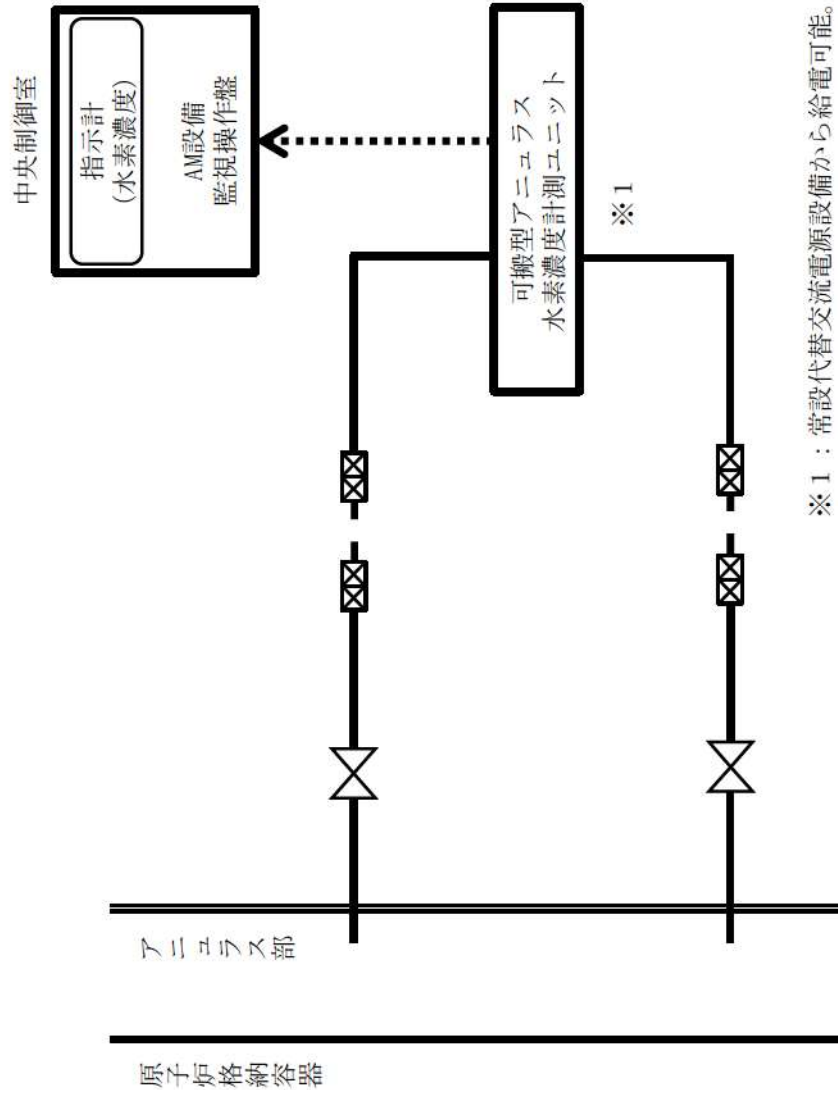 中央制御室
指示計
(水素濃度)
AM設備
監視操作盤
可搬型アニュラス
水素濃度計測ユニット
※1
アニュラス部
原子炉格納容器
※1：常設代替交流電源設備から給電可能。